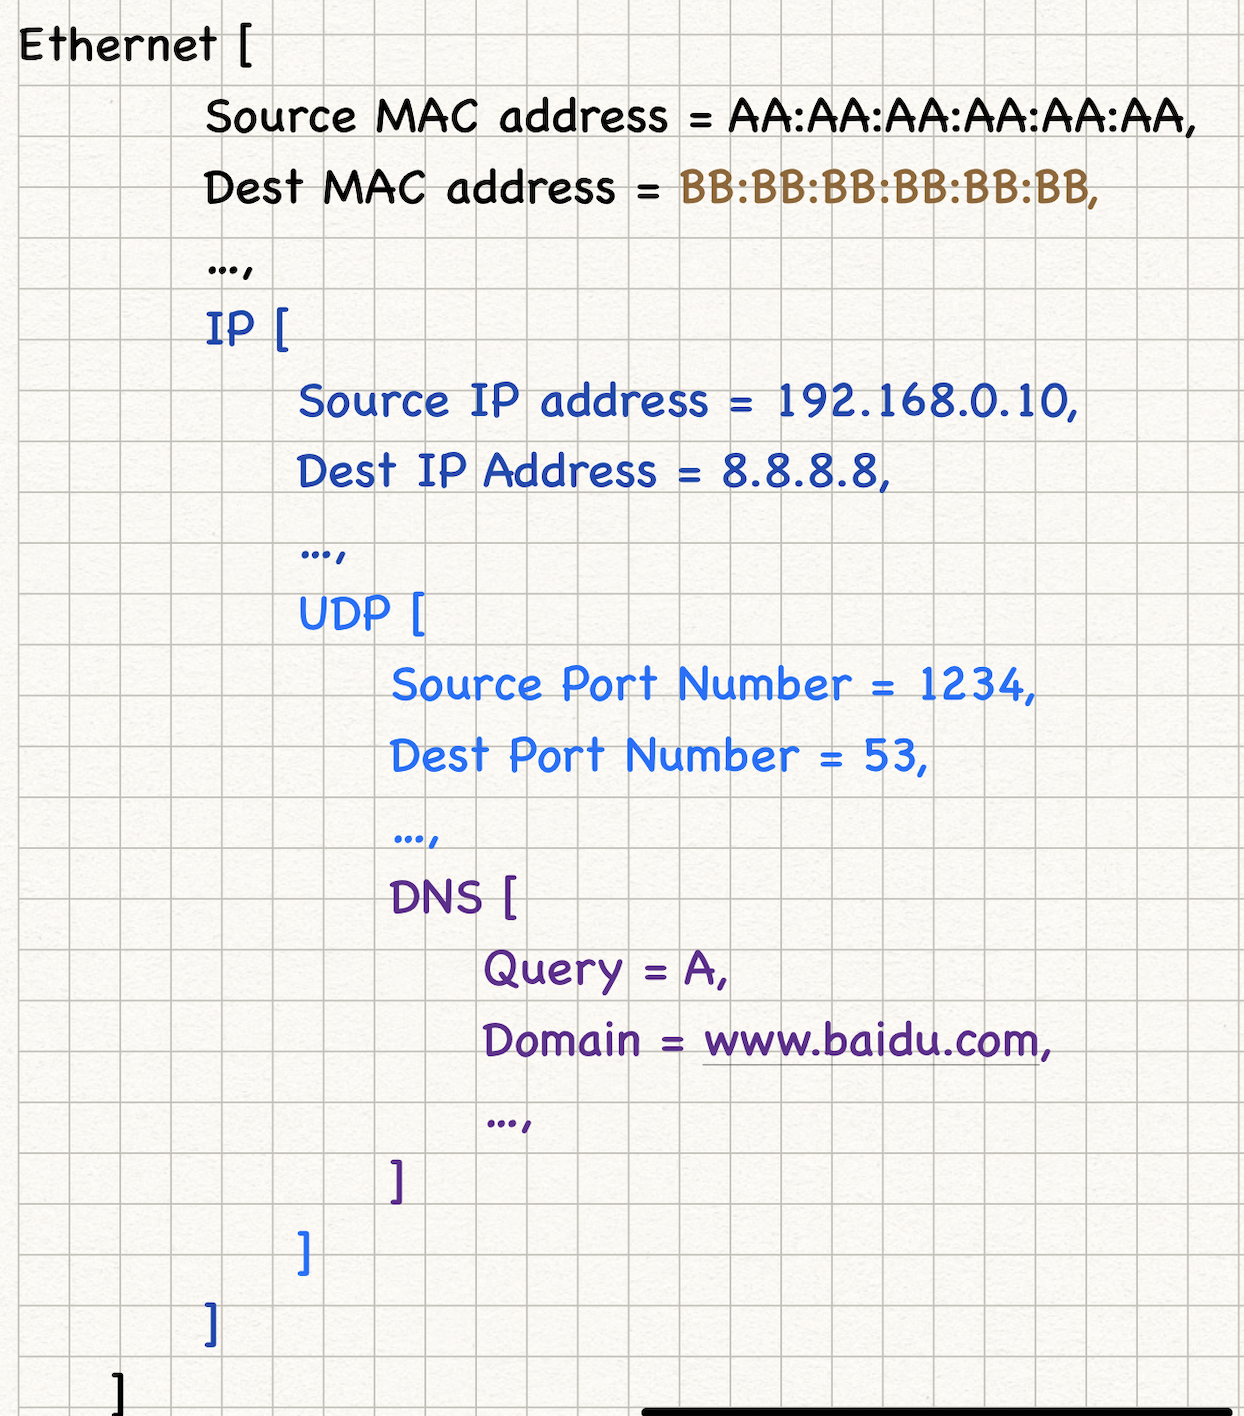 Ethernet [
Source MAC address = AA:AA:AA:AA:AA:AA,
Dest MAC address = BB:BB:BB:BB:BB:BB,
...,
IP [
Source IP address = 192.168.0.10,
Dest IP Address = 8.8.8.8,
...,
UDP [
Source Port Number = 1234,
Dest Port Number = 53,
...,
DNS [
Query = A,
Domain = www.baidu.com,
...,
]
]
]
]